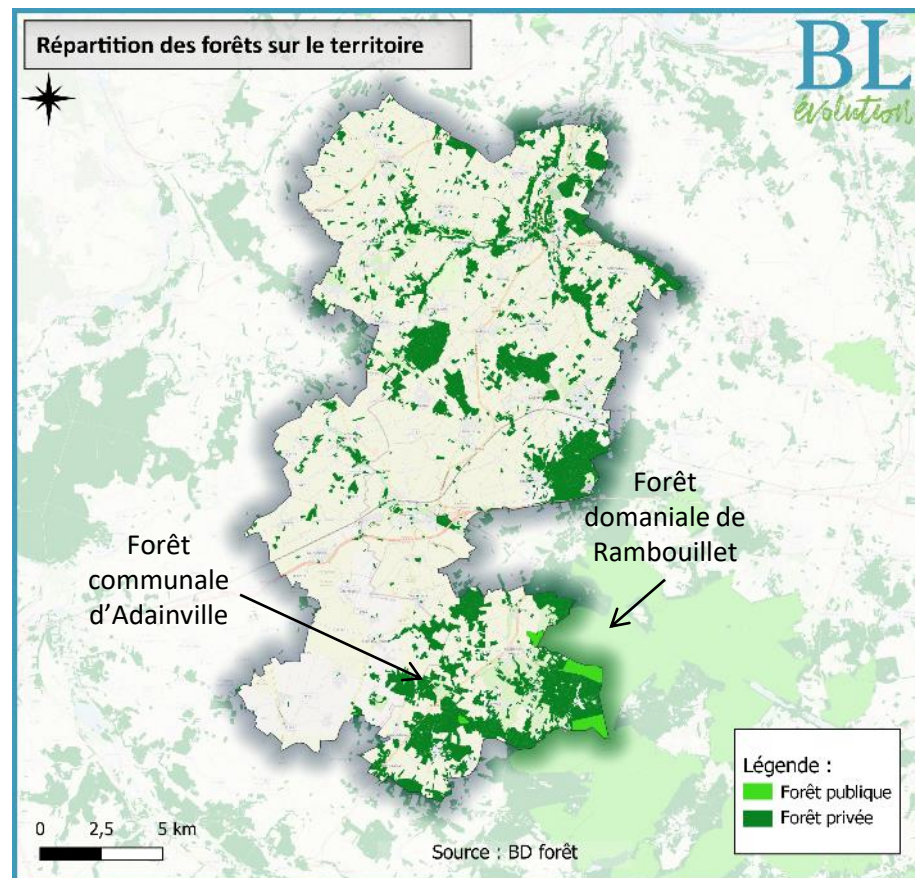 Répartition des forêts sur le territoire
BL
évolution
Forêt
domaniale de
Rambouillet
Forêt
communale
d’Adainville
Légende :
Forêt publique
Forêt privée
0 2,5 5 km
Source : BD forêt